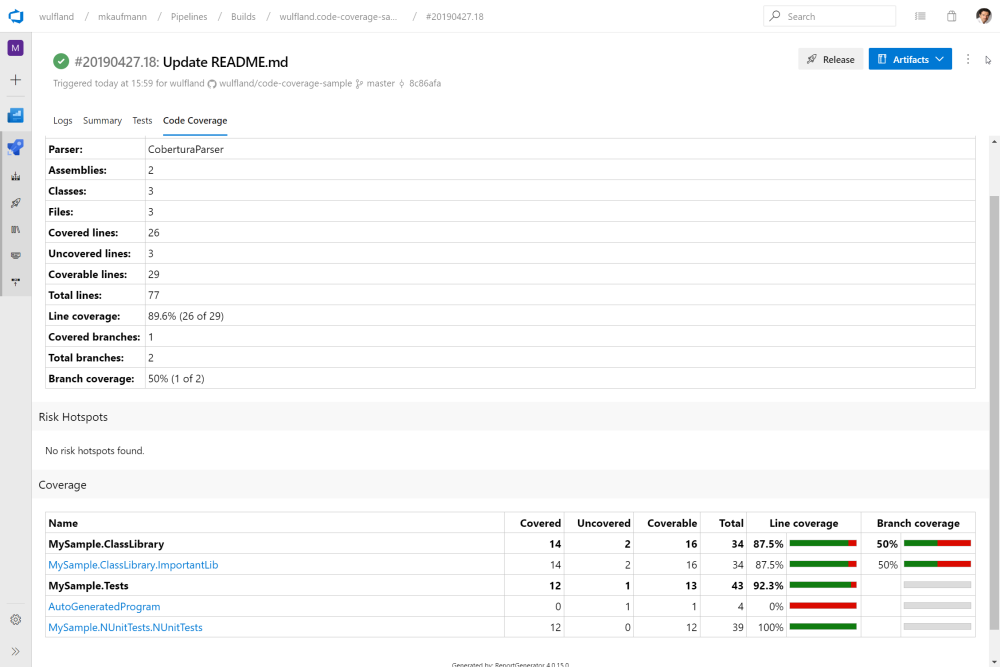 wulfland / mkaufmann / Pipelines / Builds / wulfland.code-coverage-sa... / #20190427.18
Search
M
#20190427.18: Update README.md
Release
Artifacts
Triggered today at 15:59 for wulfland wulfland/code-coverage-sample master 8c86afa
Logs Summary Tests Code Coverage
Parser: CoberturaParser
Assemblies: 2
Classes: 3
Files: 3
Covered lines: 26
Uncovered lines: 3
Coverable lines: 29
Total lines: 77
Line coverage: 89.6% (26 of 29)
Covered branches: 1
Total branches: 2
Branch coverage: 50% (1 of 2)
Risk Hotspots
No risk hotspots found.
Coverage
Name Covered Uncovered Coverable Total Line coverage Branch coverage
MySample.ClassLibrary 14 2 16 34 87.5% 50%
MySample.ClassLibrary.ImportantLib 14 2 16 34 87.5% 50%
MySample.Tests 12 1 13 43 92.3%
AutoGeneratedProgram 0 1 1 4 0%
MySample.NUnitTests.NUnitTests 12 0 12 39 100%
Generated by: ReportGenerator 4.0.15.0